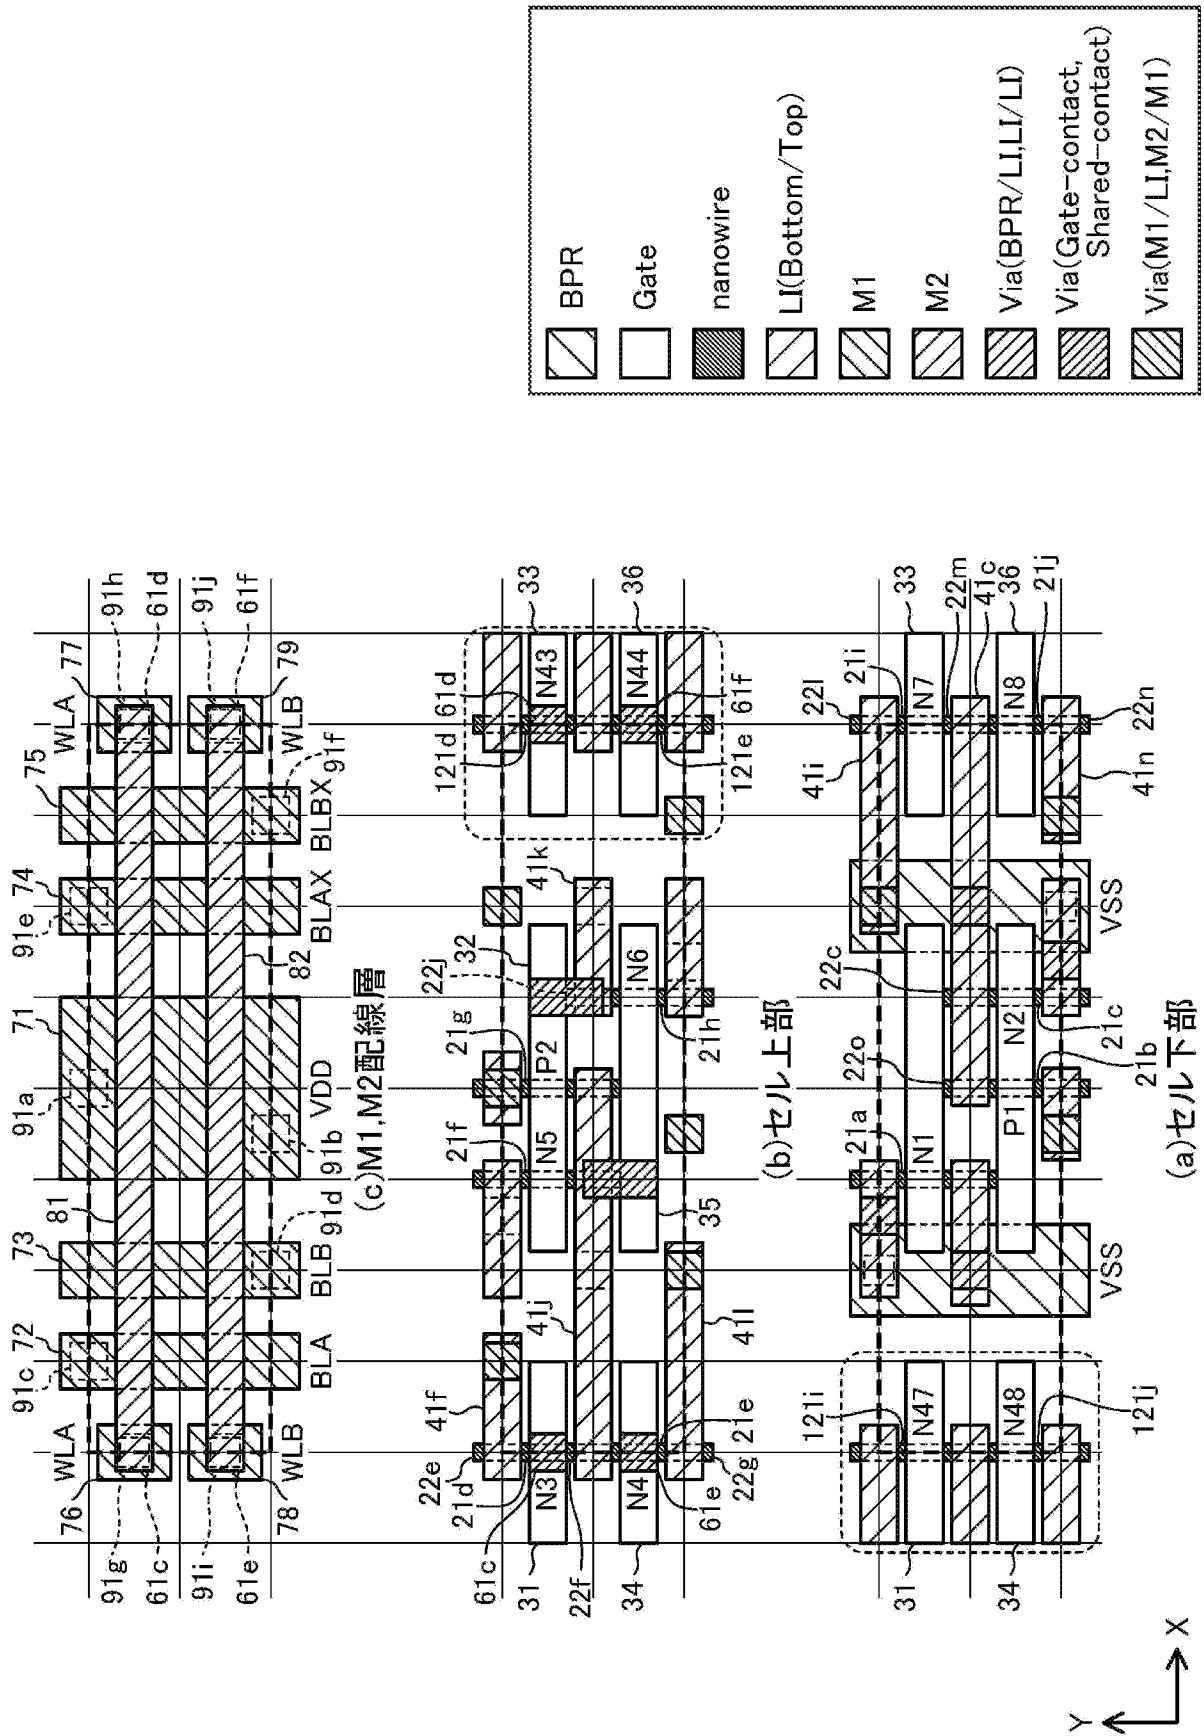 72 73 81 71 74 75
91c 91a 91e
WLA WLA
76 77
91g 91h
61c 61d
91i 91j
61e 61f
78 79
WLB WLB
91d 91b 82 91f
BLA BLB VDD BLAX BLBX
(c)M1,M2配線層
22e 41f 21f 21g 22j 32 121d 61d
21d
61c
31 N3 N5 P2 N43 33
22f 41j 41k
34 N4 N6 N44 36
61e 35
22g 21e 41l 21h 121e 61f
(b)セル上部
121i 21a 22o 22c 41i 22l 21i
31 N47 N1 N7 33
22m
41c
34 N48 P1 N2 N8 36
121j 21b 21c 41n 22n 21j
VSS VSS
(a)セル下部
BPR
Gate
nanowire
LI(Bottom/Top)
M1
M2
Via(BPR/LI,LI/LI)
Via(Gate-contact,
Shared-contact)
Via(M1/LI,M2/M1)
Y
X